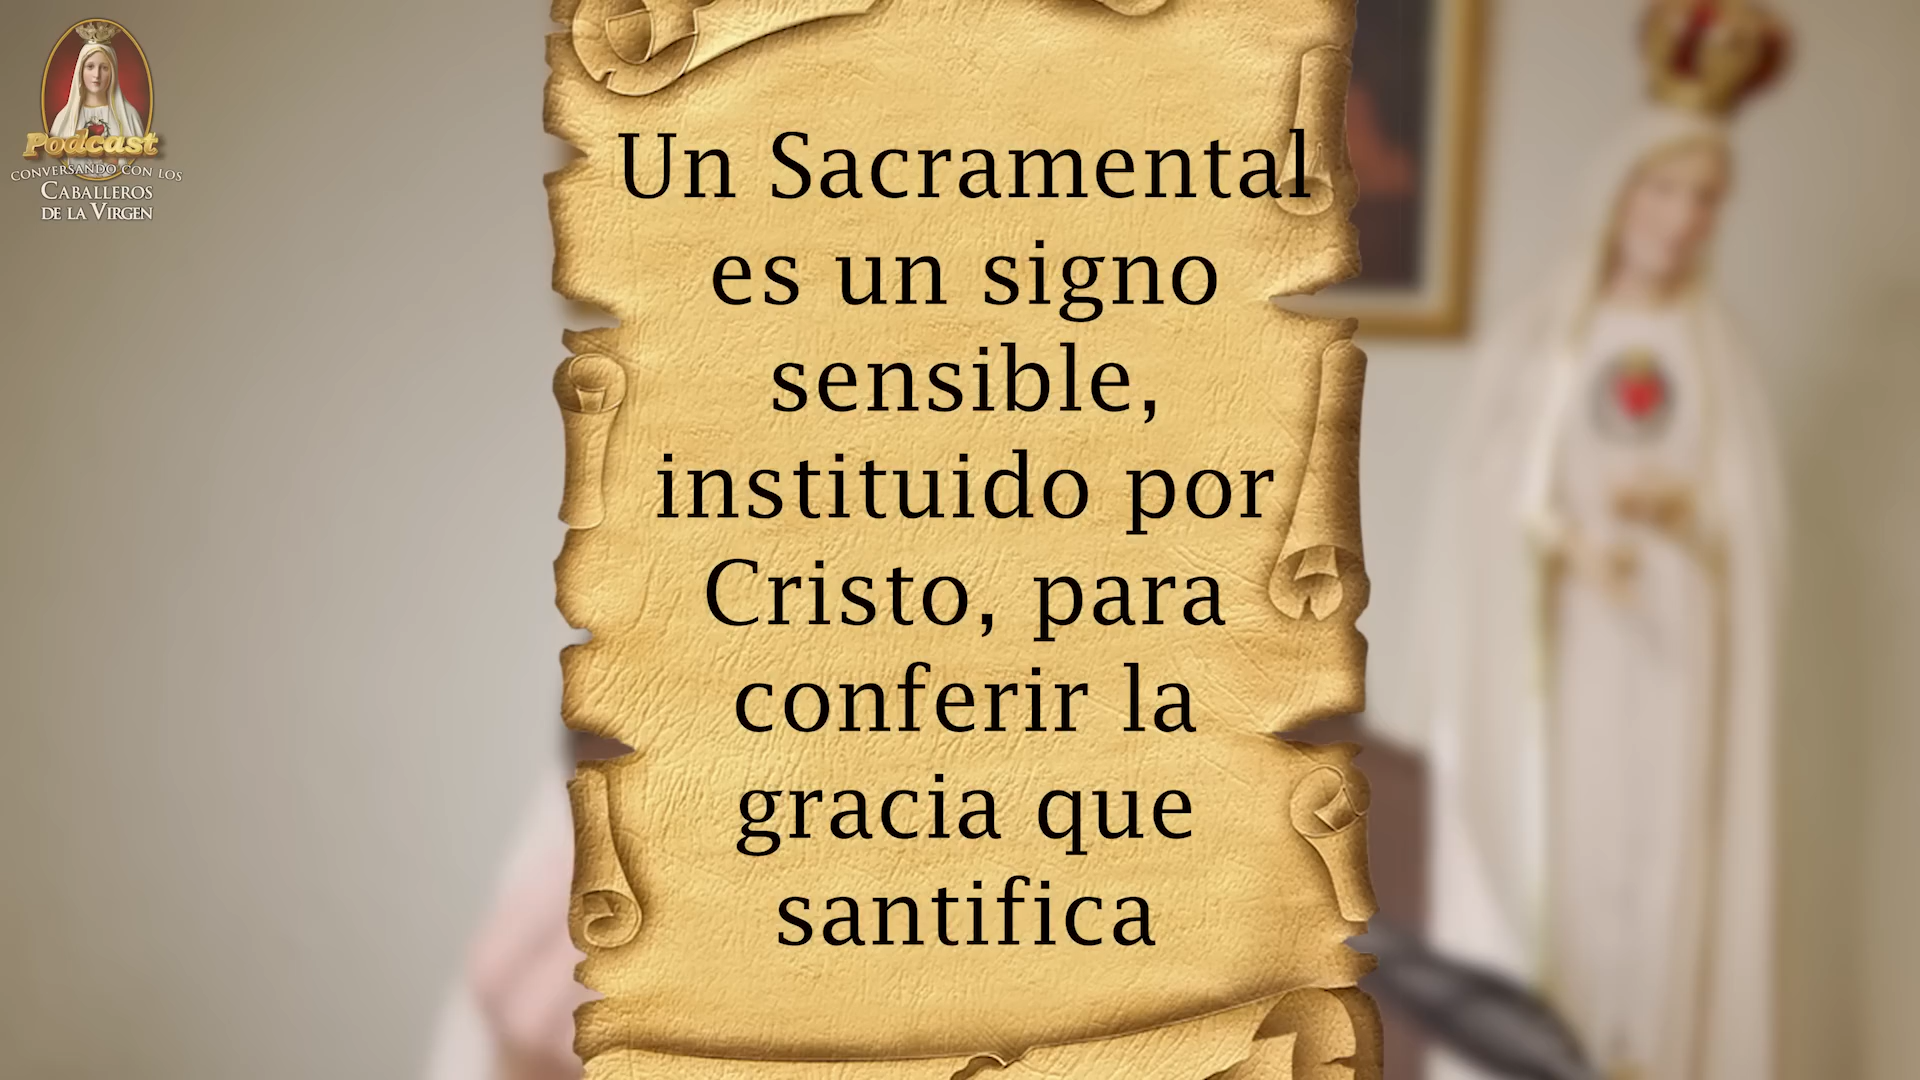 Podcast
CONVERSANDO CON LOS
CABALLEROS
DE LA VIRGEN
Un Sacramental
es un signo
sensible,
instituido por
Cristo, para
conferir la
gracia que
santifica